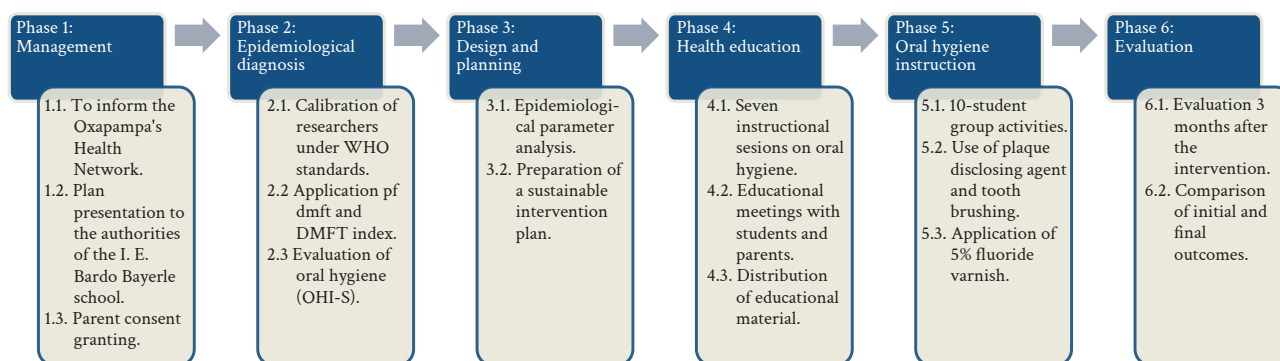 Phase 1:
Management
1.1. To inform the
Oxapampa's
Health
Network.
1.2. Plan
presentation to
the authorities
of the I. E.
Bardo Bayerle
school.
1.3. Parent consent
granting.
Phase 2:
Epidemiological
diagnosis
2.1. Calibration of
researchers
under WHO
standards.
2.2 Application pf
dmft and
DMFT index.
2.3 Evaluation of
oral hygiene
(OHI-S).
Phase 3:
Design and
planning
3.1. Epidemiologi-
cal parameter
analysis.
3.2. Preparation of
a sustainable
intervention
plan.
Phase 4:
Health education
4.1. Seven
instructional
sesions on oral
hygiene.
4.2. Educational
meetings with
students and
parents.
4.3. Distribution
of educational
material.
Phase 5:
Oral hygiene
instruction
5.1. 10-student
group activities.
5.2. Use of plaque
disclosing agent
and tooth
brushing.
5.3. Application of
5% fluoride
varnish.
Phase 6:
Evaluation
6.1. Evaluation 3
months after
the
intervention.
6.2. Comparison
of initial and
final
outcomes.